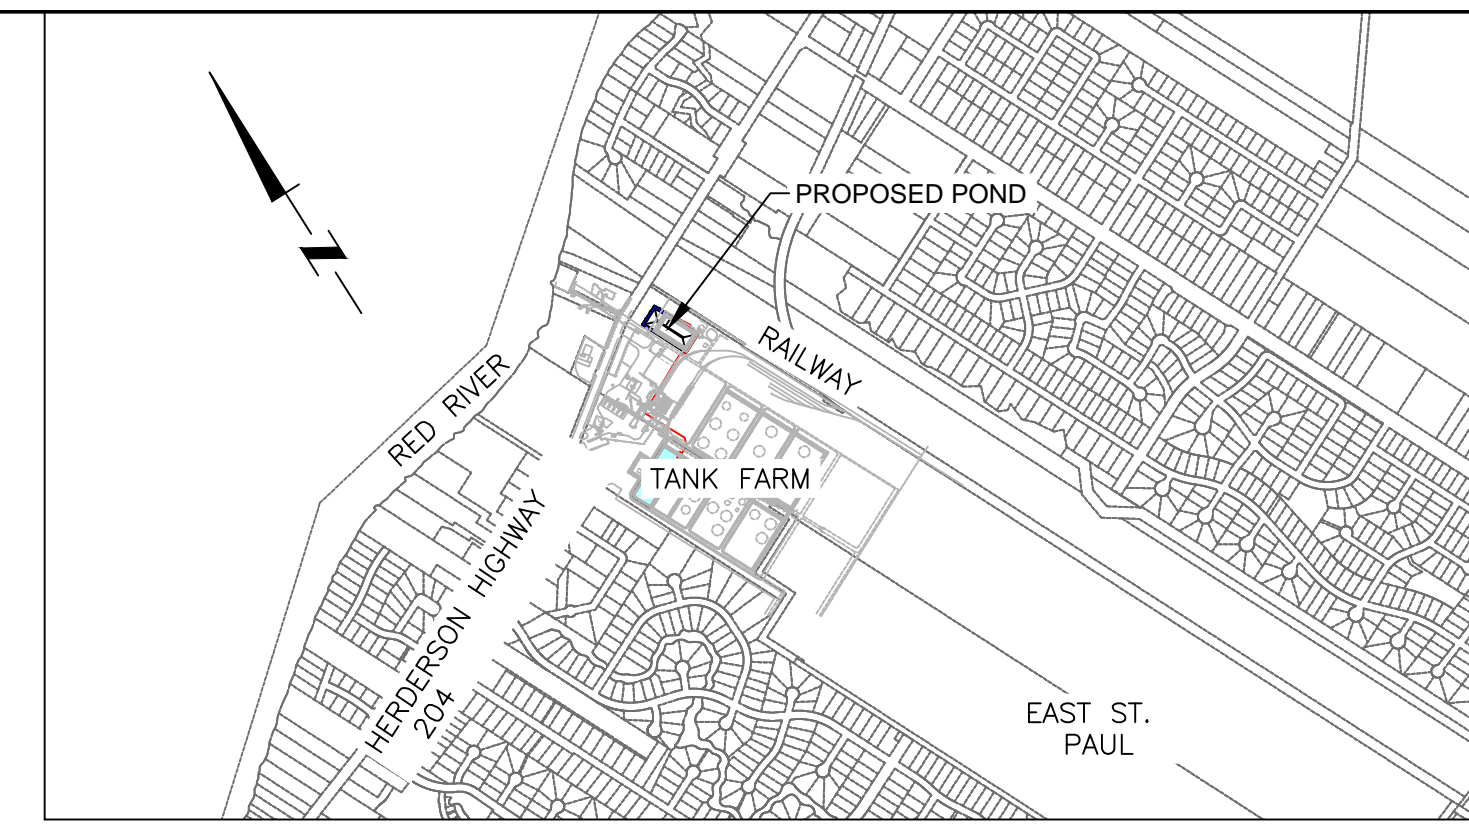 N
PROPOSED POND
RAILWAY
RED RIVER
TANK FARM
HERDERSON HIGHWAY
204
EAST ST.
PAUL